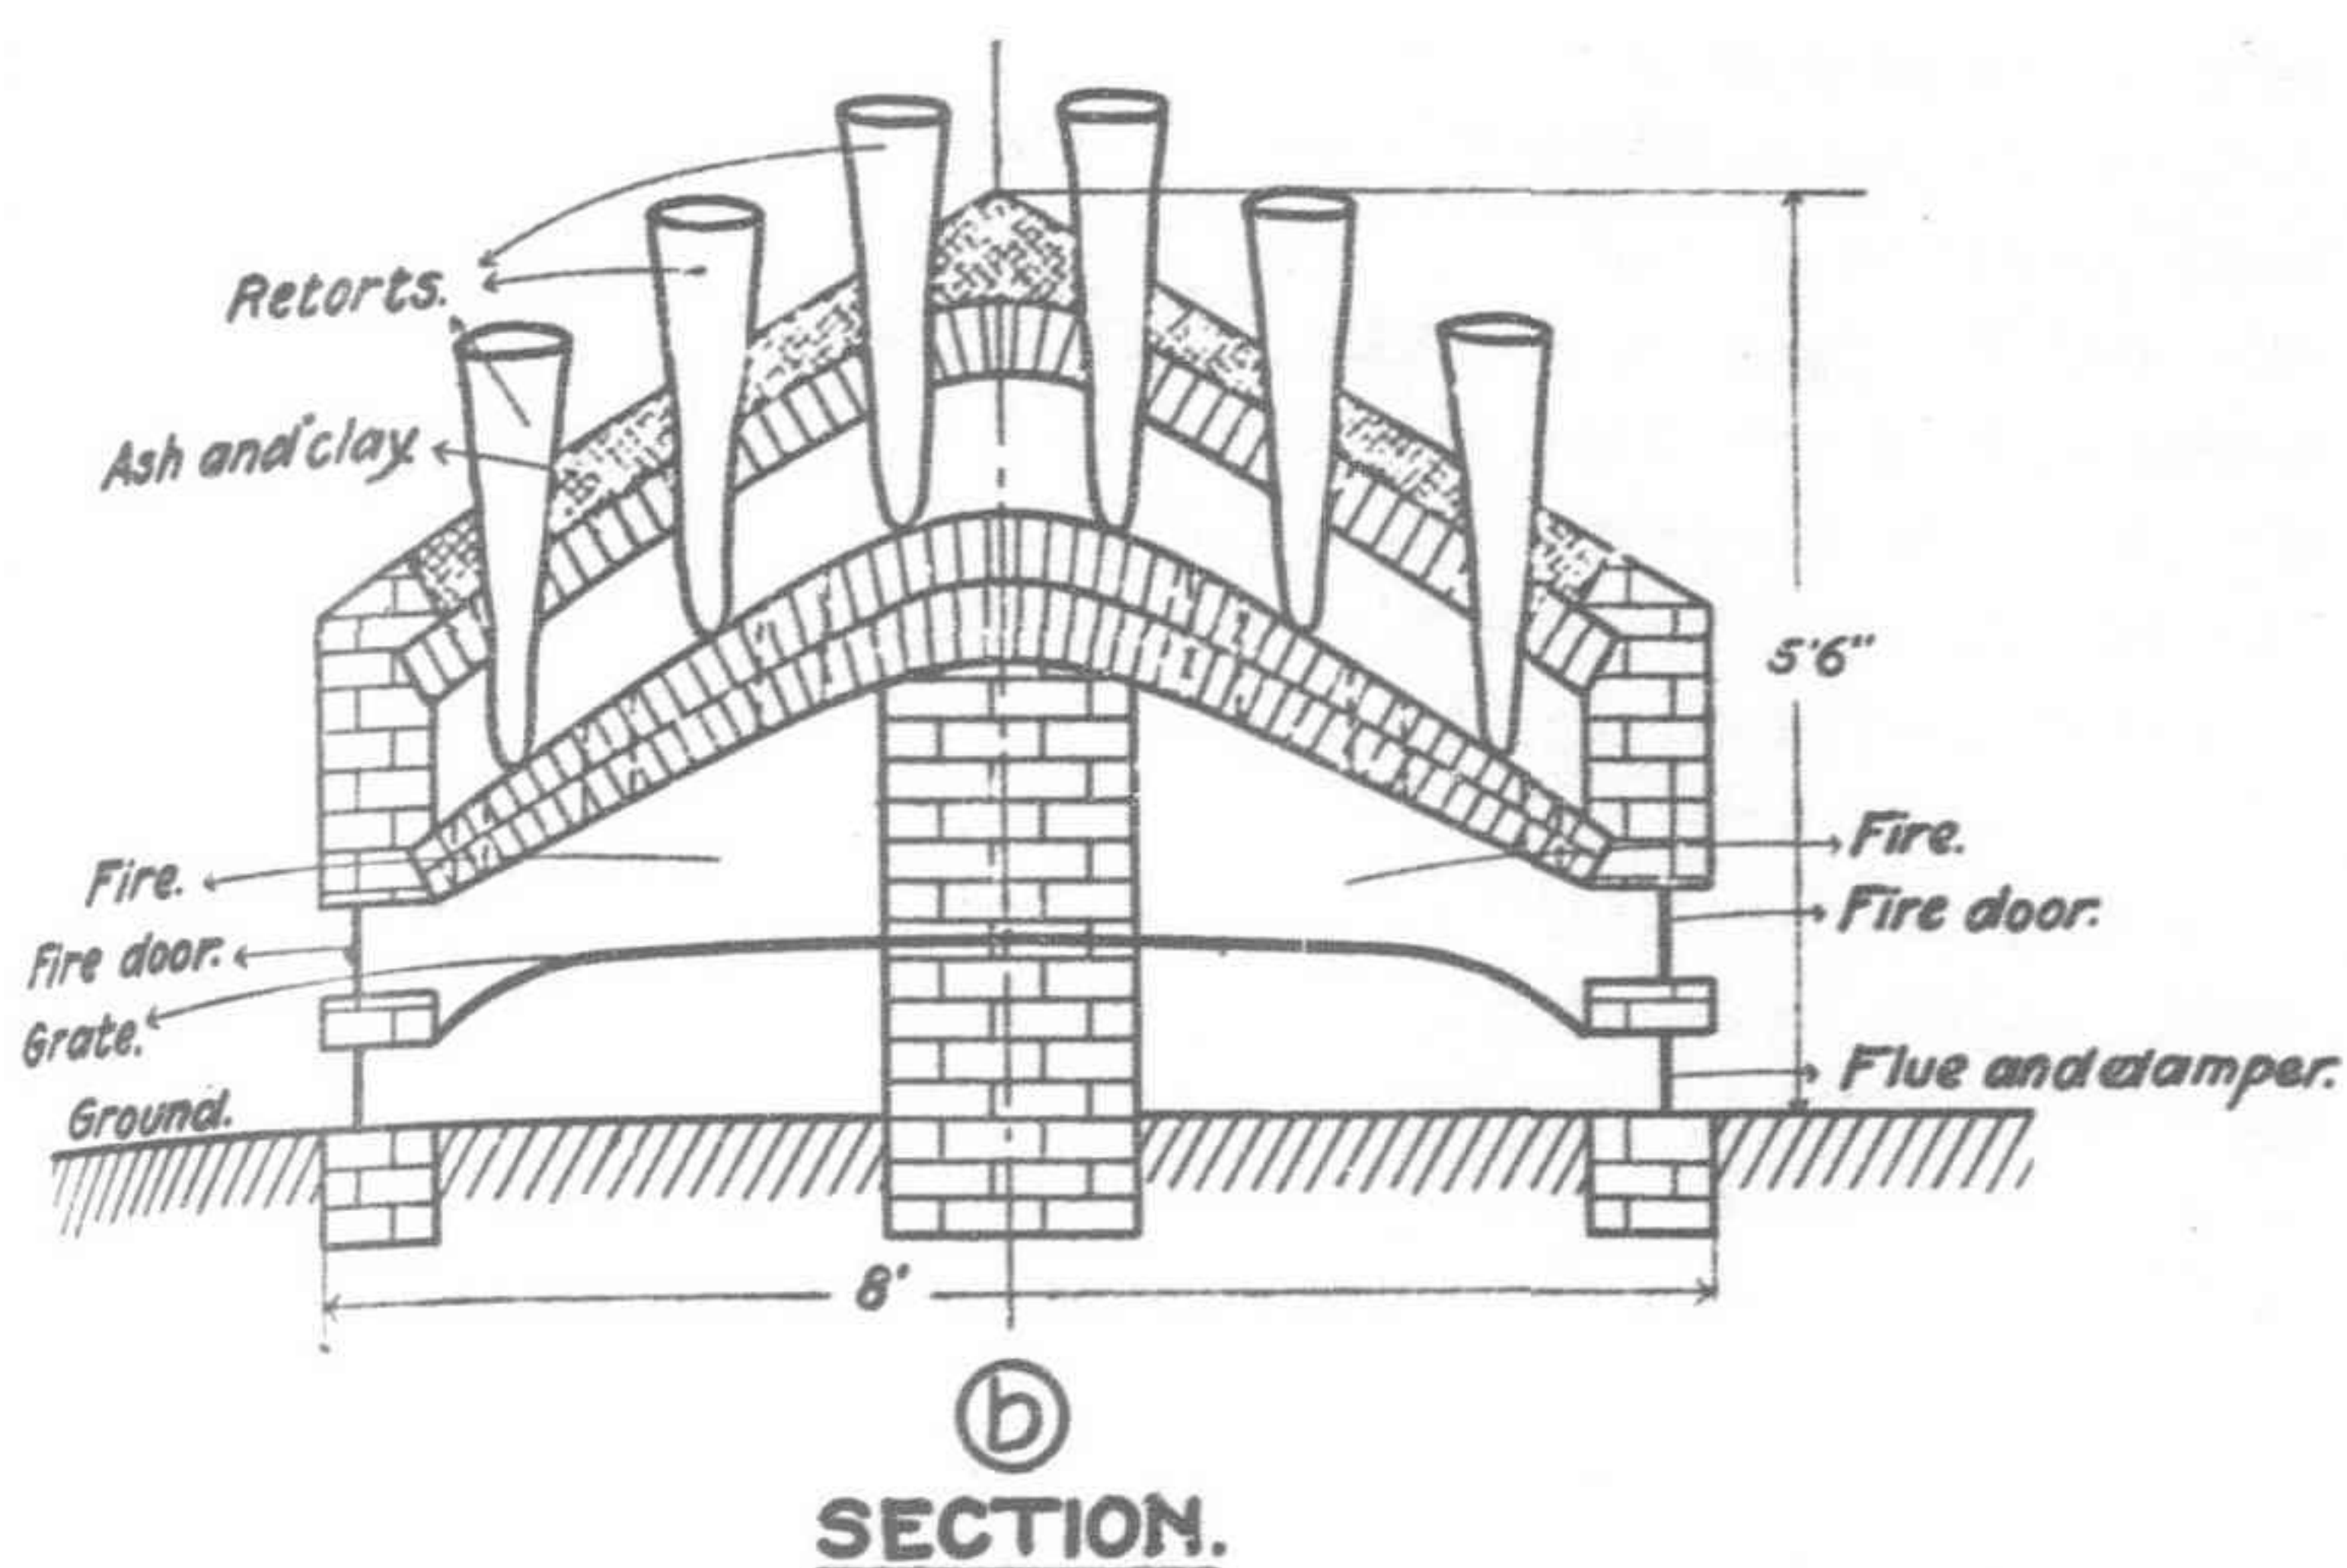 Retorts.
Ash and clay.
5'6"
Fire.
Fire.
Fire door.
Fire door.
Grate.
Flue and damper.
Ground.
8'
b
SECTION.